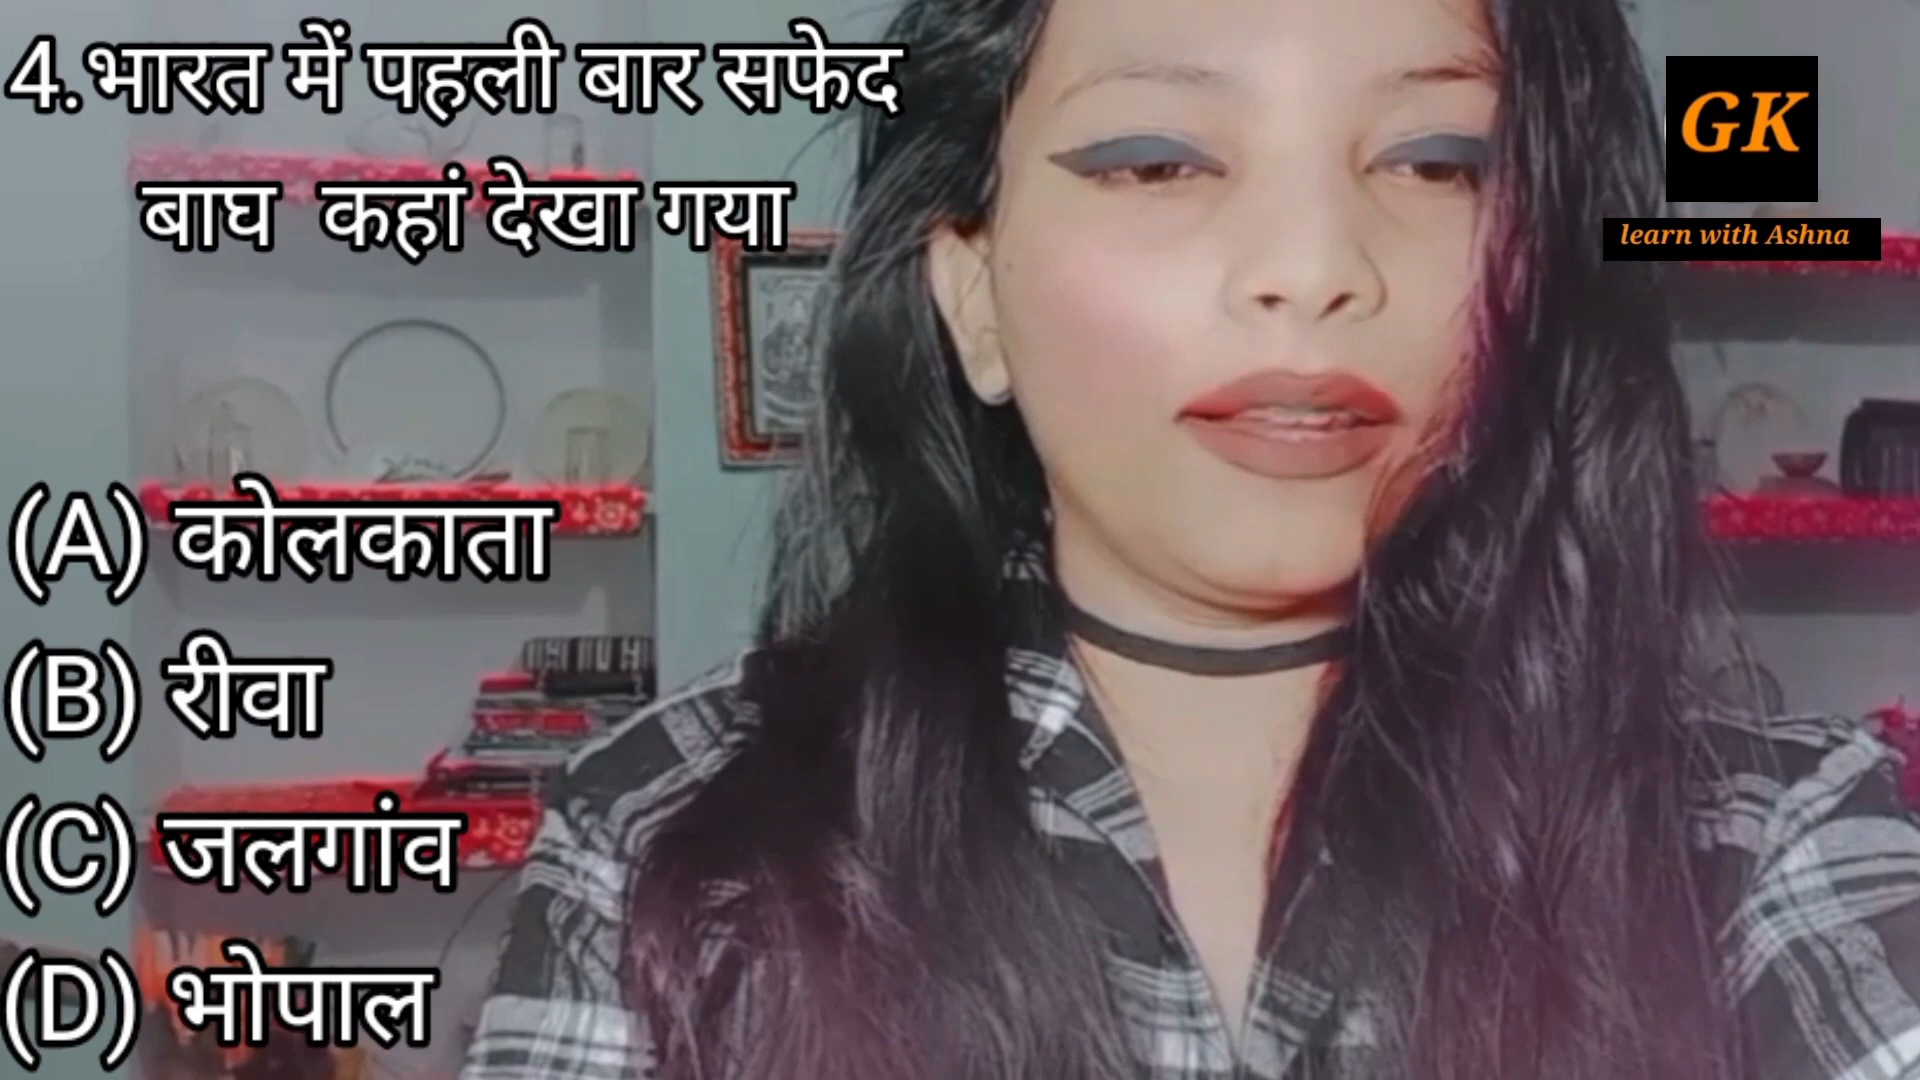 4. भारत में पहली बार सफेद
बाघ कहां देखा गया
(A) कोलकाता
(B) रीवा
(C) जलगांव
(D) भोपाल
GK
learn with Ashna